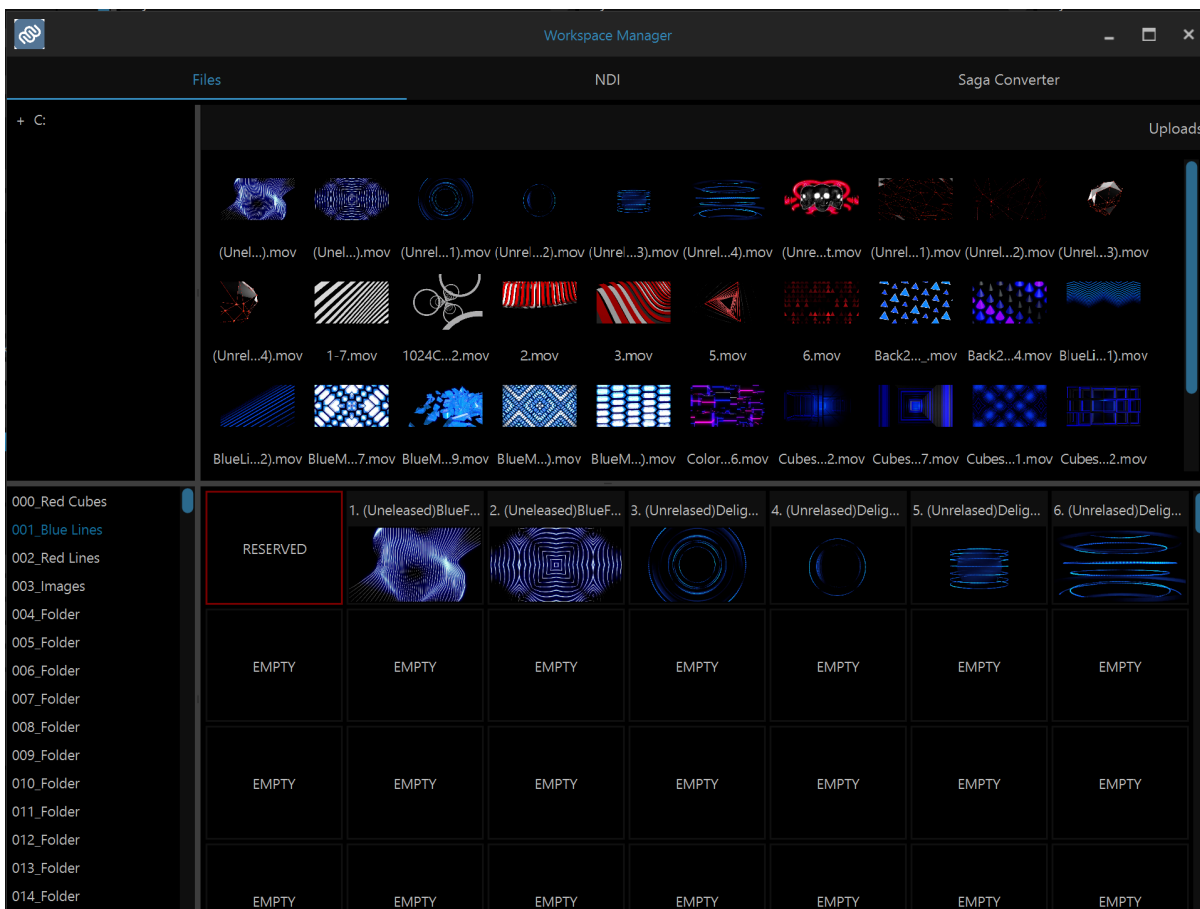 Workspace Manager
Files NDI Saga Converter
+ C:
Uploads
(Unel...).mov (Unel...).mov (Unrel...1).mov (Unrel...2).mov (Unrel...3).mov (Unrel...4).mov (Unre...t.mov (Unrel...1).mov (Unrel...2).mov (Unrel...3).mov
(Unrel...4).mov 1-7.mov 1024C...2.mov 2.mov 3.mov 5.mov 6.mov Back2..._.mov Back2...4.mov BlueLi...1).mov
BlueLi...2).mov BlueM...7.mov BlueM...9.mov BlueM...).mov BlueM...).mov Color...6.mov Cubes...2.mov Cubes...7.mov Cubes...1.mov Cubes...2.mov
000_Red Cubes
001_Blue Lines
002_Red Lines
003_Images
004_Folder
005_Folder
006_Folder
007_Folder
008_Folder
009_Folder
010_Folder
011_Folder
012_Folder
013_Folder
014_Folder
1. (Uneleased)BlueF... 2. (Uneleased)BlueF... 3. (Unrelased)Delig... 4. (Unrelased)Delig... 5. (Unrelased)Delig... 6. (Unrelased)Delig...
RESERVED
EMPTY EMPTY EMPTY EMPTY EMPTY EMPTY EMPTY
EMPTY EMPTY EMPTY EMPTY EMPTY EMPTY EMPTY
EMPTY EMPTY EMPTY EMPTY EMPTY EMPTY EMPTY